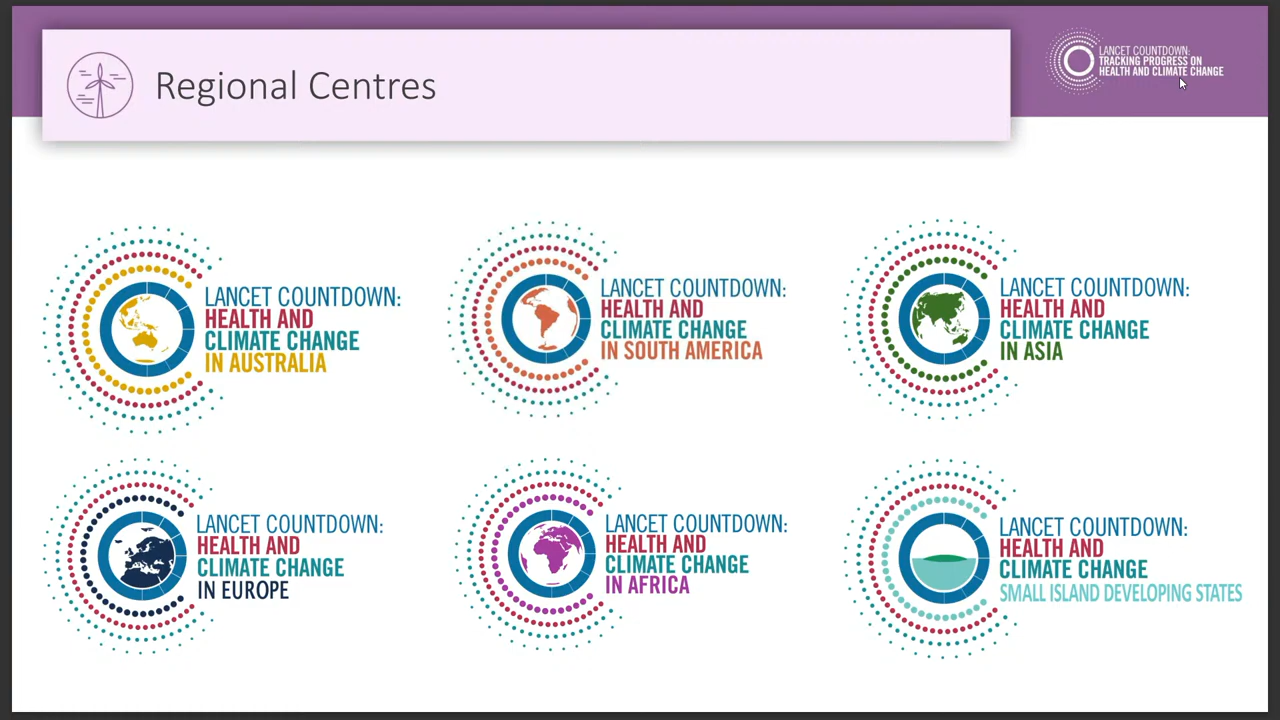 Regional Centres
LANCET COUNTDOWN:
TRACKING PROGRESS ON
HEALTH AND CLIMATE CHANGE
LANCET COUNTDOWN:
HEALTH AND
CLIMATE CHANGE
IN AUSTRALIA
LANCET COUNTDOWN:
HEALTH AND
CLIMATE CHANGE
IN SOUTH AMERICA
LANCET COUNTDOWN:
HEALTH AND
CLIMATE CHANGE
IN ASIA
LANCET COUNTDOWN:
HEALTH AND
CLIMATE CHANGE
IN EUROPE
LANCET COUNTDOWN:
HEALTH AND
CLIMATE CHANGE
IN AFRICA
LANCET COUNTDOWN:
HEALTH AND
CLIMATE CHANGE
SMALL ISLAND DEVELOPING STATES